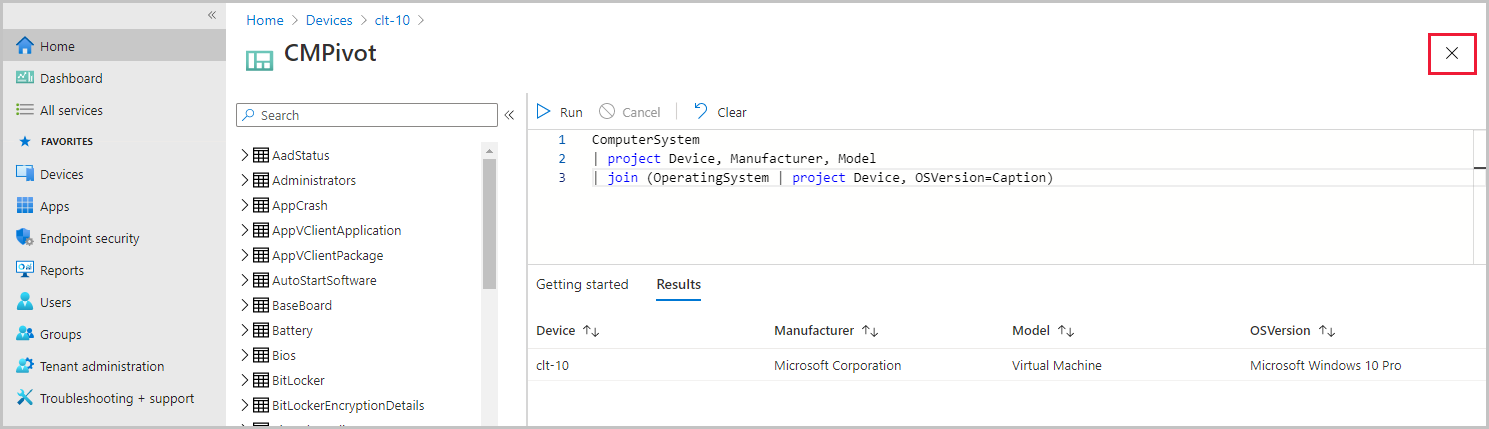 Home > Devices > clt-10 >
CMPivot
Home
Dashboard
All services
FAVORITES
Devices
Apps
Endpoint security
Reports
Users
Groups
Tenant administration
Troubleshooting + support
Search
AadStatus
Administrators
AppCrash
AppVClientApplication
AppVClientPackage
AutoStartSoftware
BaseBoard
Battery
Bios
BitLocker
BitLockerEncryptionDetails
Run Cancel Clear
1 ComputerSystem
2 | project Device, Manufacturer, Model
3 | join (OperatingSystem | project Device, OSVersion=Caption)
Getting started Results
Device Manufacturer Model OSVersion
clt-10 Microsoft Corporation Virtual Machine Microsoft Windows 10 Pro